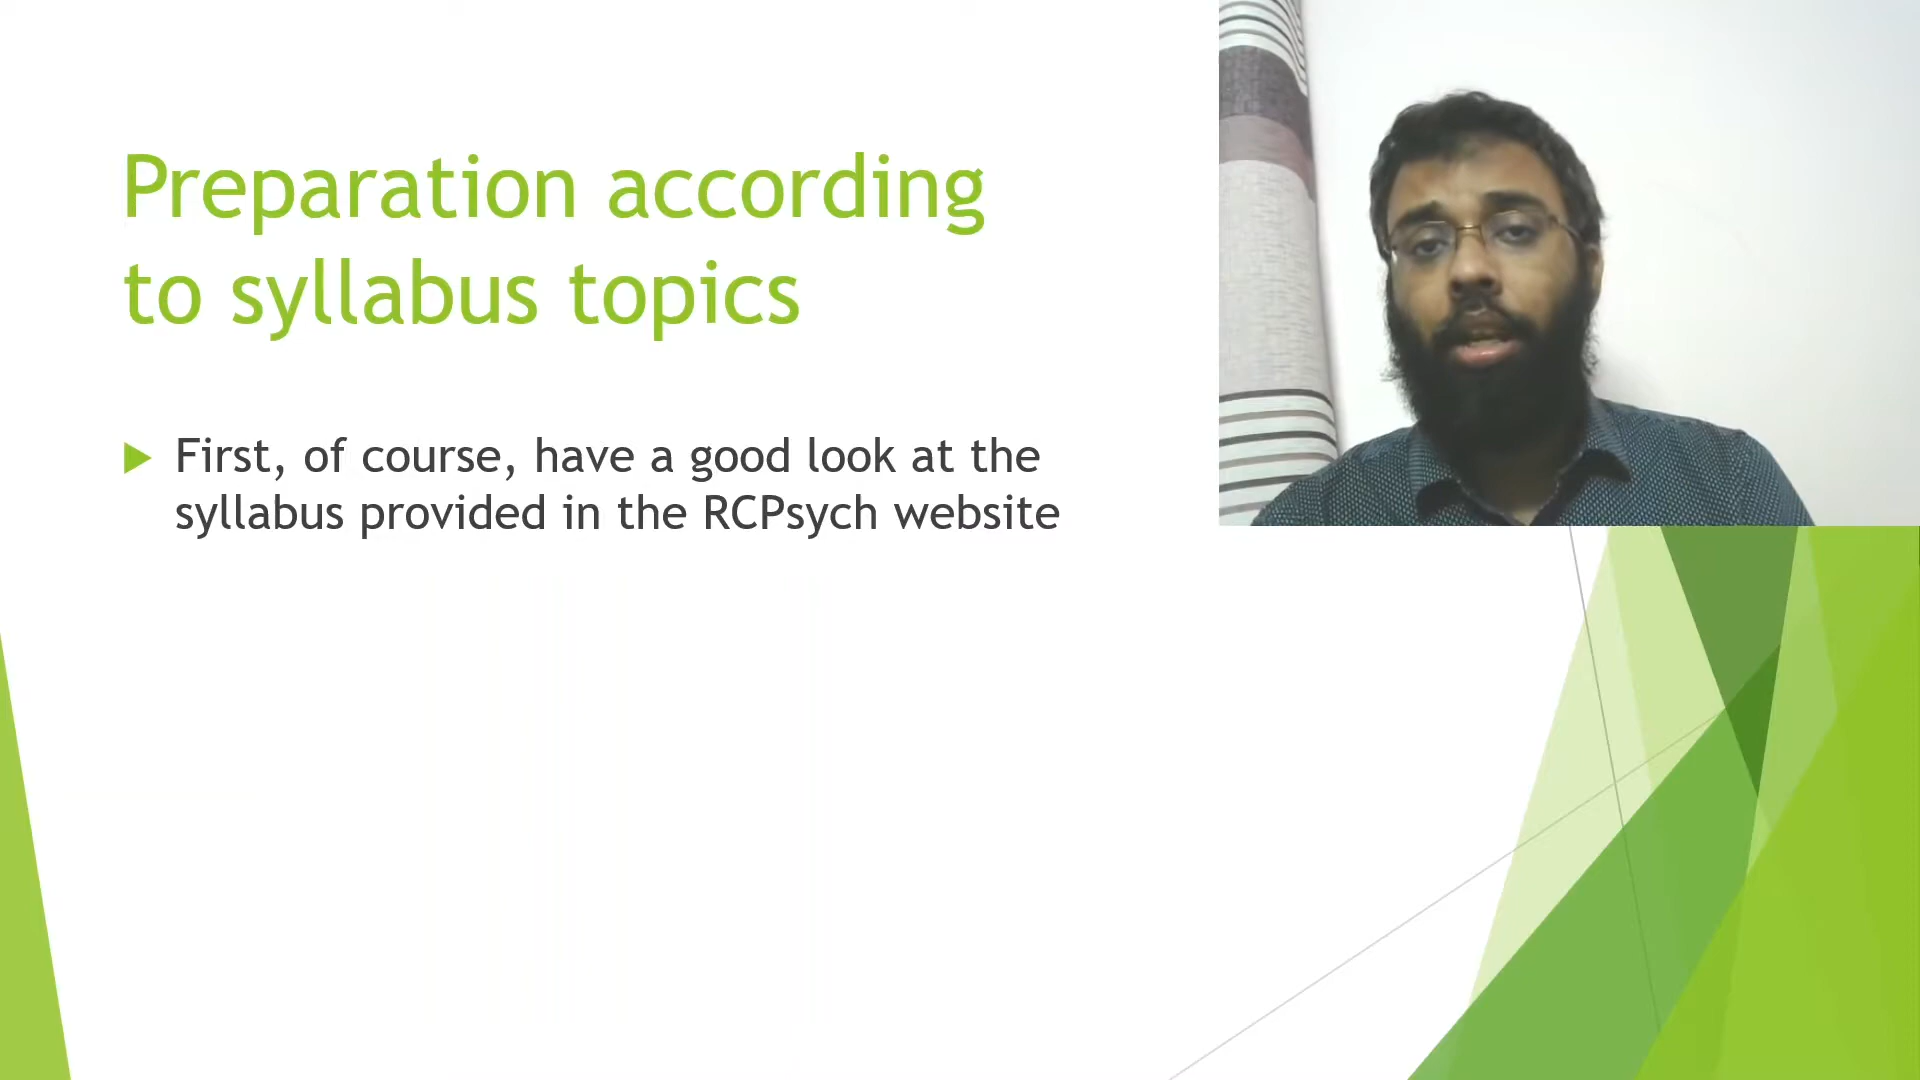 Preparation according
to syllabus topics
First, of course, have a good look at the
syllabus provided in the RCPsych website